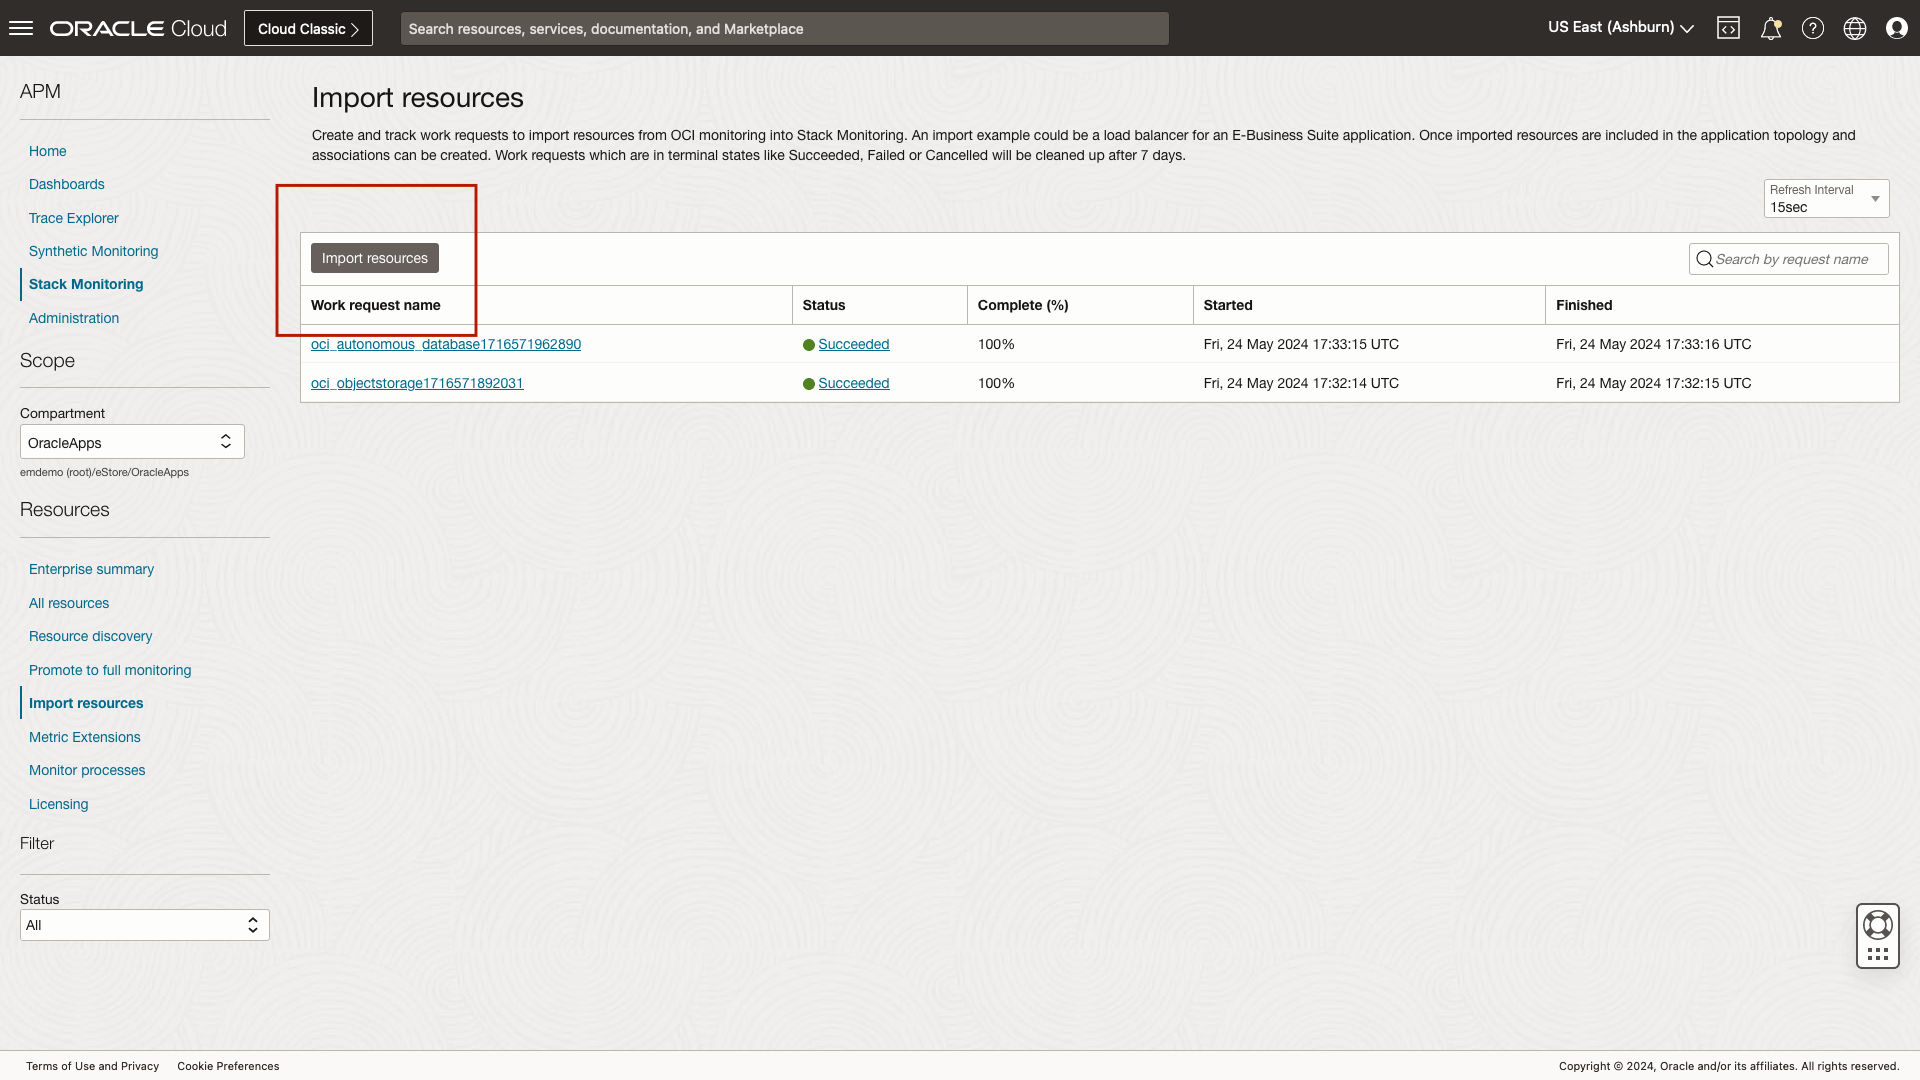 ORACLE Cloud
Cloud Classic
Search resources, services, documentation, and Marketplace
US East (Ashburn)
APM
Home
Dashboards
Trace Explorer
Synthetic Monitoring
Stack Monitoring
Administration
Scope
Compartment
OracleApps
emdemo (root)/eStore/OracleApps
Resources
Enterprise summary
All resources
Resource discovery
Promote to full monitoring
Import resources
Metric Extensions
Monitor processes
Licensing
Filter
Status
All
Import resources
Create and track work requests to import resources from OCI monitoring into Stack Monitoring. An import example could be a load balancer for an E-Business Suite application. Once imported resources are included in the application topology and
associations can be created. Work requests which are in terminal states like Succeeded, Failed or Cancelled will be cleaned up after 7 days.
Refresh Interval
15sec
Import resources
Search by request name
Work request name Status Complete (%) Started Finished
oci_autonomous_database1716571962890 Succeeded 100% Fri, 24 May 2024 17:33:15 UTC Fri, 24 May 2024 17:33:16 UTC
oci_objectstorage1716571892031 Succeeded 100% Fri, 24 May 2024 17:32:14 UTC Fri, 24 May 2024 17:32:15 UTC
Terms of Use and Privacy Cookie Preferences
Copyright © 2024, Oracle and/or its affiliates. All rights reserved.